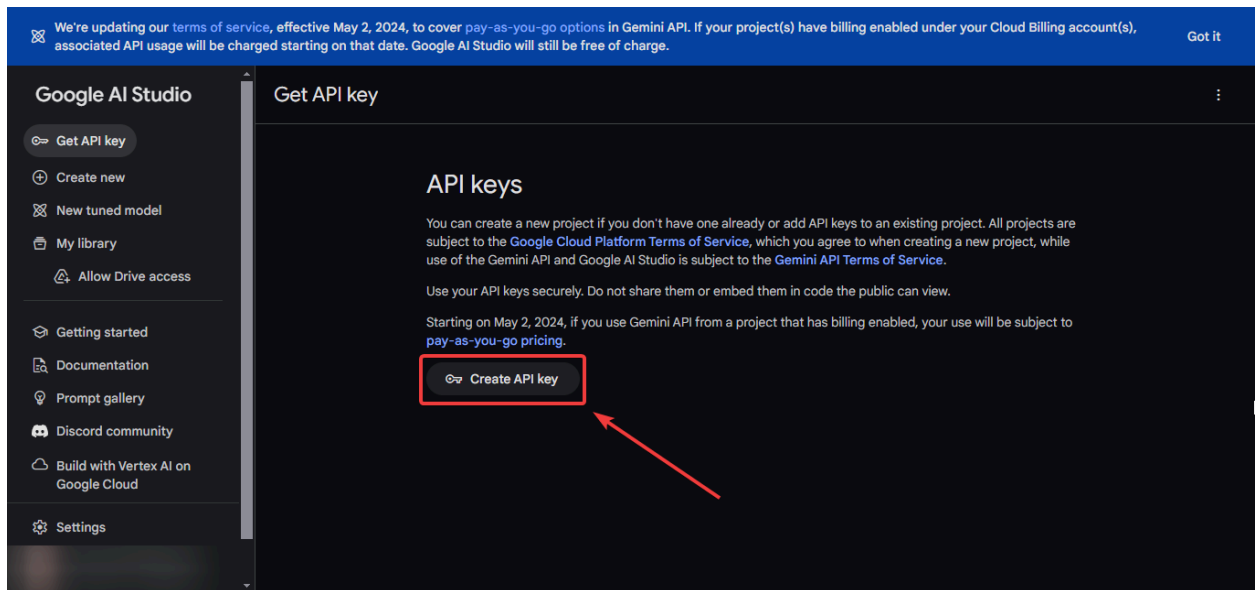 We're updating our terms of service, effective May 2, 2024, to cover pay-as-you-go options in Gemini API. If your project(s) have billing enabled under your Cloud Billing account(s),
associated API usage will be charged starting on that date. Google AI Studio will still be free of charge.
Got it
Google AI Studio
Get API key
Create new
New tuned model
My library
Allow Drive access
Getting started
Documentation
Prompt gallery
Discord community
Build with Vertex AI on
Google Cloud
Settings
Get API key
API keys
You can create a new project if you don't have one already or add API keys to an existing project. All projects are
subject to the Google Cloud Platform Terms of Service, which you agree to when creating a new project, while
use of the Gemini API and Google AI Studio is subject to the Gemini API Terms of Service.
Use your API keys securely. Do not share them or embed them in code the public can view.
Starting on May 2, 2024, if you use Gemini API from a project that has billing enabled, your use will be subject to
pay-as-you-go pricing.
Create API key